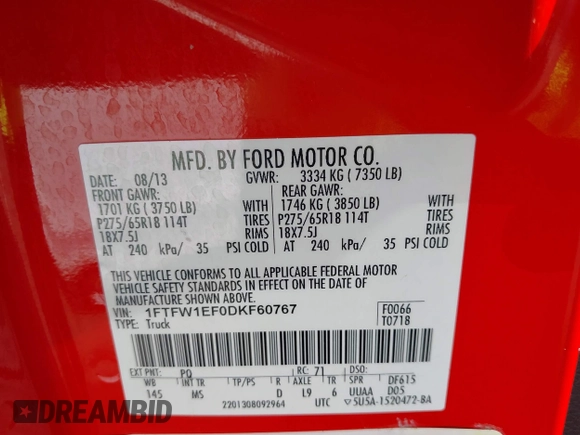 MFD. BY FORD MOTOR CO.
DATE: 08/13 GVWR: 3334 KG ( 7350 LB)
FRONT GAWR: REAR GAWR:
1701 KG ( 3750 LB) WITH 1746 KG ( 3850 LB) WITH
P275/65R18 114T TIRES P275/65R18 114T TIRES
18X7.5J RIMS 18X7.5J RIMS
AT 240 kPa/ 35 PSI COLD AT 240 kPa/ 35 PSI COLD
THIS VEHICLE CONFORMS TO ALL APPLICABLE FEDERAL MOTOR
VEHICLE SAFETY STANDARDS IN EFFECT ON THE DATE OF
MANUFACTURE SHOWN ABOVE.
VIN: 1FTFW1EF0DKF60767 F0066
TYPE: Truck T0718
EXT PNT: PQ RC: 71 DSO:
WB INT TR TP/PS R AXLE TR SPR DF615
145 MS D L9 6 UUAA D05
2201308092964 UTC 5U5A-1520472-BA
DREAMBID